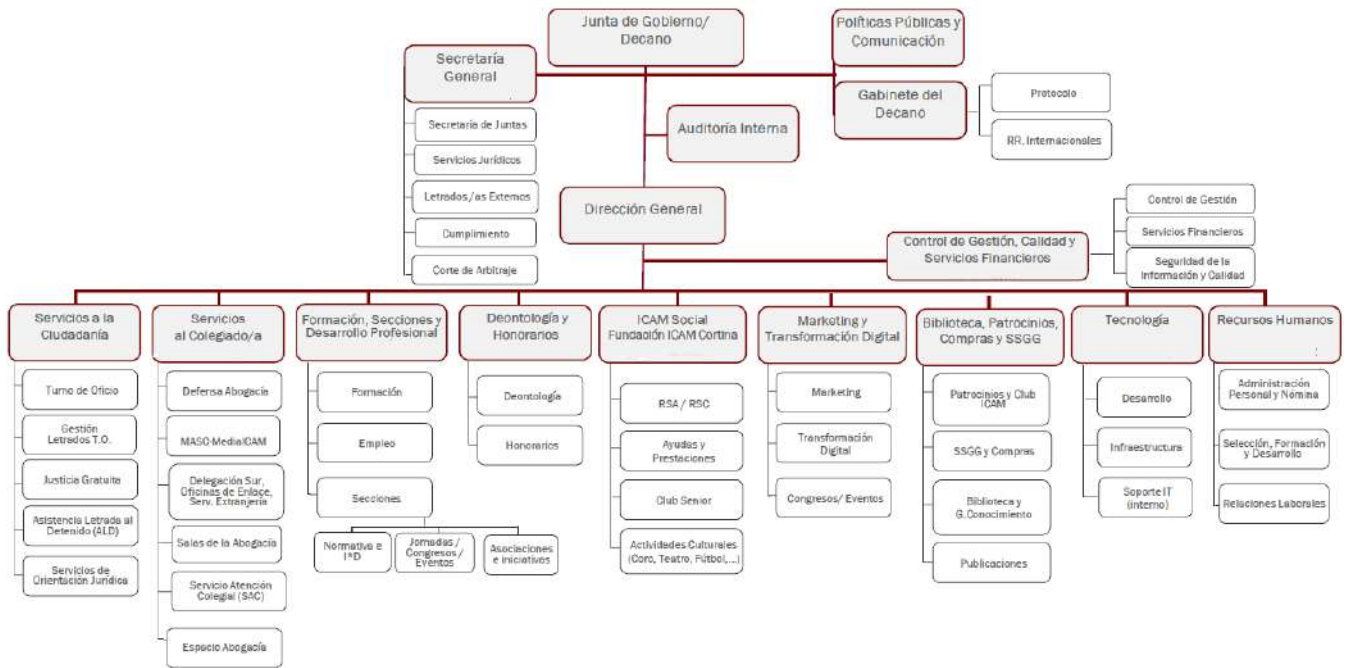 Junta de Gobierno/
Decano
Políticas Públicas y
Comunicación
Secretaría
General
Gabinete del
Decano
Protocolo
RR. Internacionales
Secretaría de Juntas
Servicios Jurídicos
Letrados/as Externos
Cumplimiento
Corte de Arbitraje
Auditoría Interna
Dirección General
Control de Gestión, Calidad y
Servicios Financieros
Control de Gestión
Servicios Financieros
Seguridad de la
Información y Calidad
Servicios a la
Ciudadanía
Turno de Oficio
Gestión
Letrados T.O.
Justicia Gratuita
Asistencia Letrada al
Detenido (ALD)
Servicios de
Orientación Jurídica
Servicios
al Colegiado/a
Defensa Abogacía
MASC-MediaICAM
Delegación Sur,
Oficinas de Enlace,
Serv. Extranjería
Salas de la Abogacía
Servicio Atención
Colegial (SAC)
Espacio Abogacía
Formación, Secciones y
Desarrollo Profesional
Formación
Empleo
Secciones
Normativa e
I+D
Jornadas /
Congresos /
Eventos
Asociaciones
e iniciativas
Deontología y
Honorarios
Deontología
Honorarios
ICAM Social
Fundación ICAM Cortina
RSA / RSC
Ayudas y
Prestaciones
Club Senior
Actividades Culturales
(Coro, Teatro, Fútbol,...)
Marketing y
Transformación Digital
Marketing
Transformación
Digital
Congresos/ Eventos
Biblioteca, Patrocinios,
Compras y SSGG
Patrocinios y Club
ICAM
SSGG y Compras
Biblioteca y
G.Conocimiento
Publicaciones
Tecnología
Desarrollo
Infraestructura
Soporte IT
(interno)
Recursos Humanos
Administración
Personal y Nómina
Selección, Formación
y Desarrollo
Relaciones Laborales